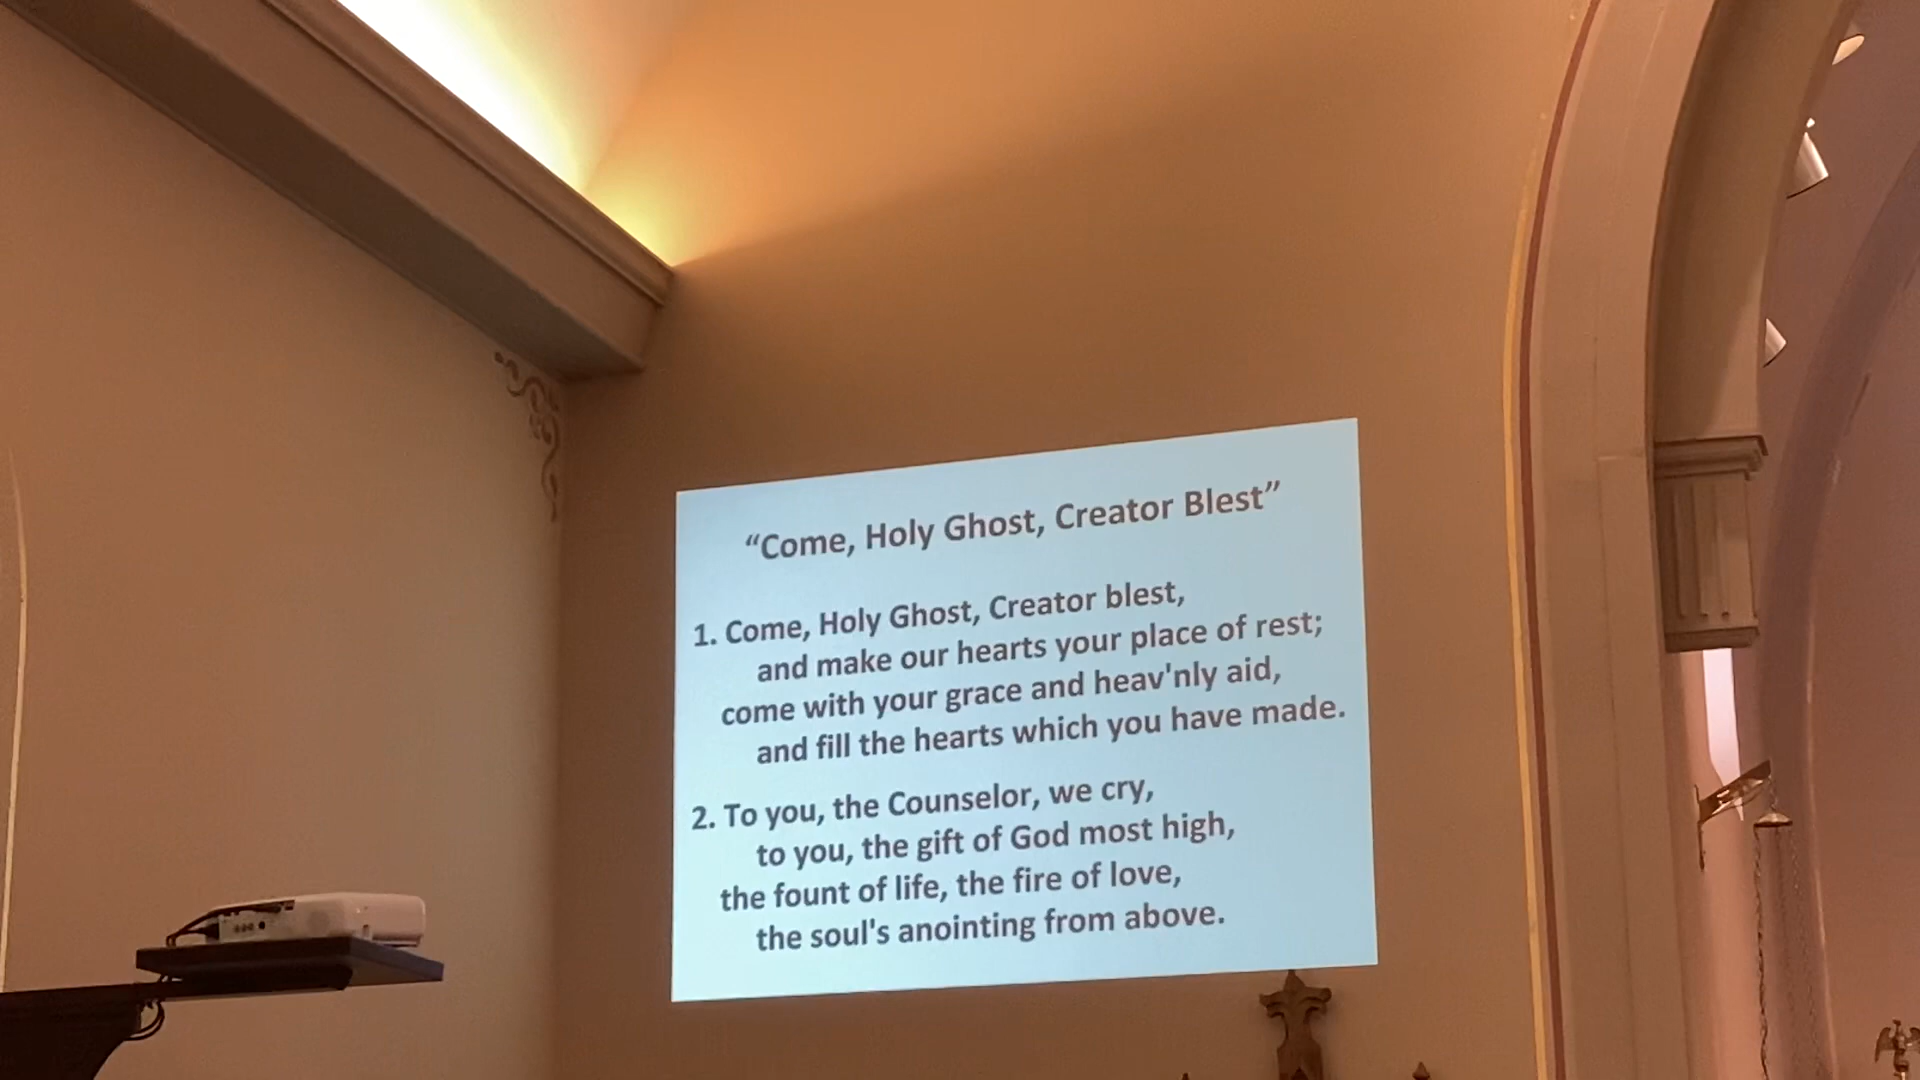 “Come, Holy Ghost, Creator Blest”
1. Come, Holy Ghost, Creator blest,
and make our hearts your place of rest;
come with your grace and heav'nly aid,
and fill the hearts which you have made.
2. To you, the Counselor, we cry,
to you, the gift of God most high,
the fount of life, the fire of love,
the soul's anointing from above.